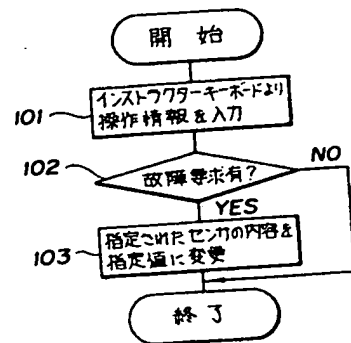 開始
101
インストラクターキーボードより
操作情報を入力
102
故障要求有?
NO
YES
103
指定されたセンサの内容を
指定値に変更
終了